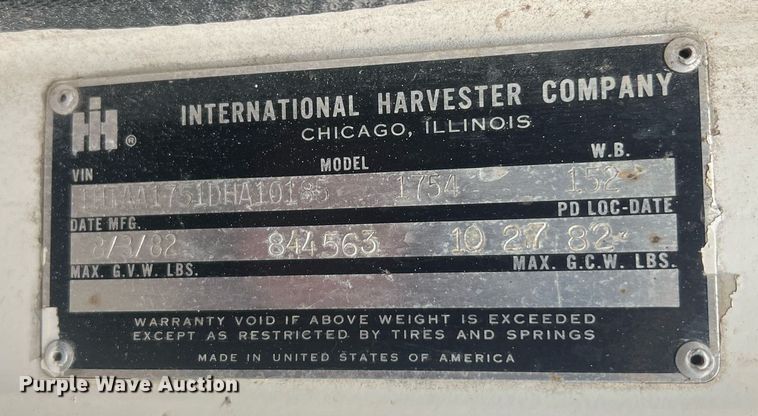 IH ®
INTERNATIONAL HARVESTER COMPANY
CHICAGO, ILLINOIS
VIN MODEL W.B.
1754 152
DATE MFG. PD LOC-DATE
844563 10 27 82
MAX. G.V.W. LBS. MAX. G.C.W. LBS.
WARRANTY VOID IF ABOVE WEIGHT IS EXCEEDED
EXCEPT AS RESTRICTED BY TIRES AND SPRINGS
MADE IN UNITED STATES OF AMERICA
Purple Wave Auction